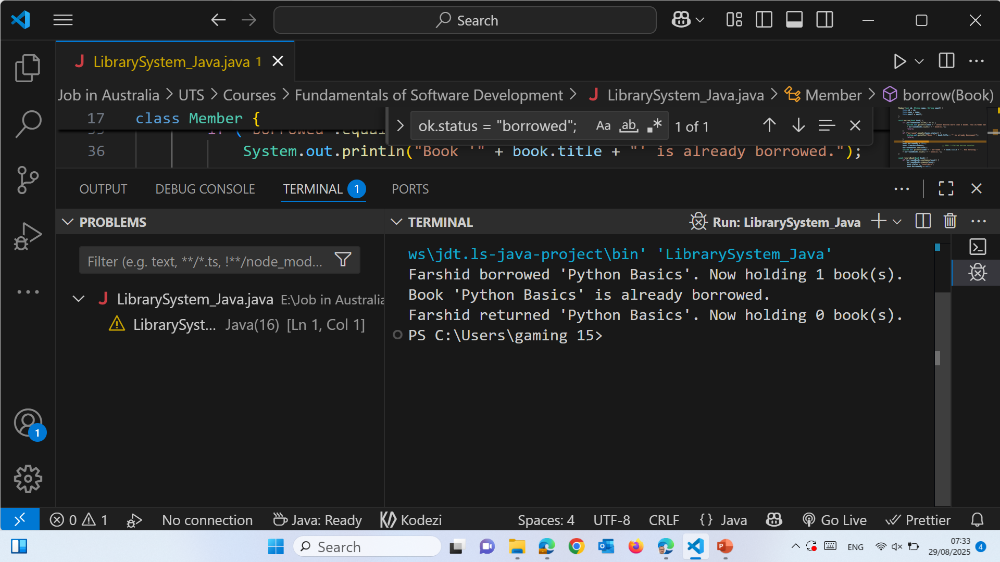 Search
J LibrarySystem_Java.java 1
Job in Australia > UTS > Courses > Fundamentals of Software Development > J LibrarySystem_Java.java > Member > borrow(Book)
17 class Member {
ok.status = "borrowed"; Aa ab .* 1 of 1
36 System.out.println("Book '" + book.title + "' is already borrowed.");
OUTPUT DEBUG CONSOLE TERMINAL 1 PORTS
PROBLEMS
Filter (e.g. text, **/*.ts, !**/node_mod...
J LibrarySystem_Java.java E:\Job in Australia
LibrarySyst... Java(16) [Ln 1, Col 1]
TERMINAL Run: LibrarySystem_Java
ws\jdt.ls-java-project\bin' 'LibrarySystem_Java'
Farshid borrowed 'Python Basics'. Now holding 1 book(s).
Book 'Python Basics' is already borrowed.
Farshid returned 'Python Basics'. Now holding 0 book(s).
PS C:\Users\gaming 15>
1
0 1 No connection Java: Ready Kodezi Spaces: 4 UTF-8 CRLF {} Java Go Live Prettier
Search ENG 07:33
29/08/2025 4